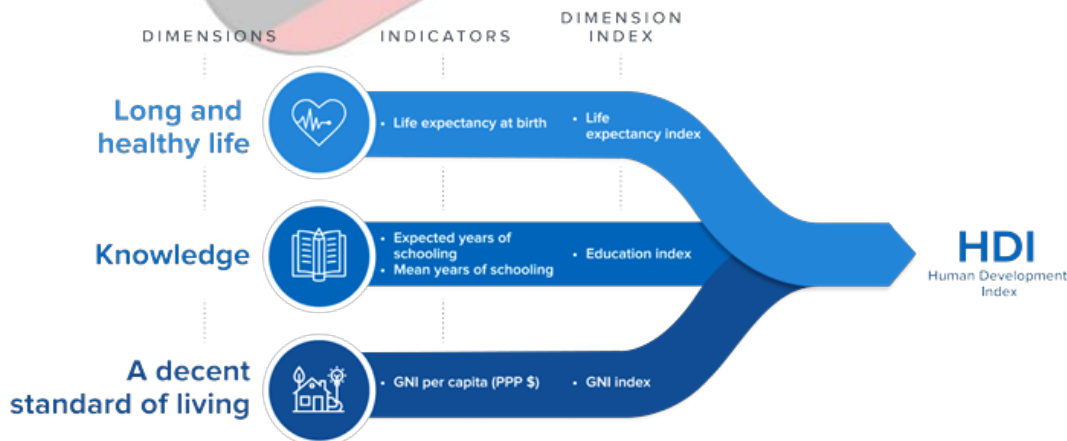 DIMENSIONS
INDICATORS
DIMENSION
INDEX
Long and
healthy life
• Life expectancy at birth
• Life
expectancy index
Knowledge
• Expected years of
schooling
• Mean years of schooling
• Education index
A decent
standard of living
• GNI per capita (PPP $)
• GNI index
HDI
Human Development
Index